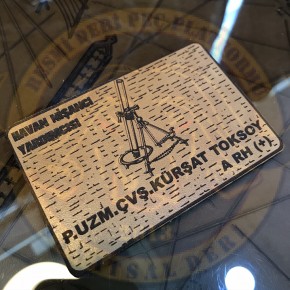 HAVAN NİŞANCI
YARDIMCISI
P.UZM.ÇVŞ.KÜRŞAT TOKSOY
A RH (+)